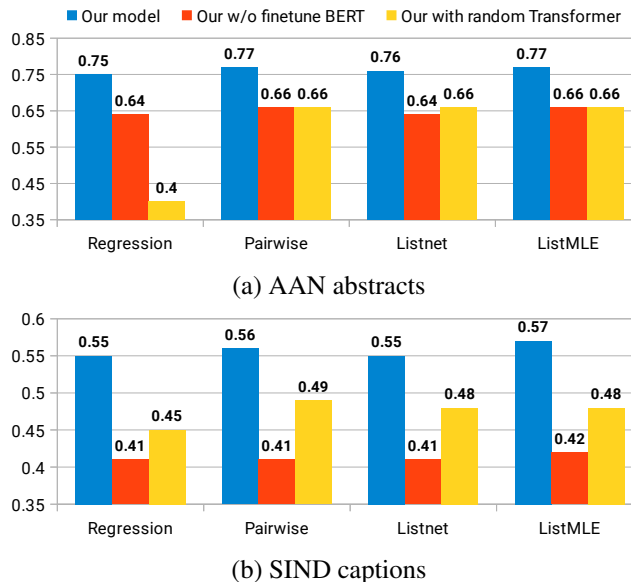 Our model Our w/o finetune BERT Our with random Transformer
0.85
0.75
0.65
0.55
0.45
0.35
0.75 0.64 0.4 0.77 0.66 0.66 0.76 0.64 0.66 0.77 0.66 0.66
Regression Pairwise Listnet ListMLE
(a) AAN abstracts
0.6
0.55
0.5
0.45
0.4
0.35
0.55 0.41 0.45 0.56 0.41 0.49 0.55 0.41 0.48 0.57 0.42 0.48
Regression Pairwise Listnet ListMLE
(b) SIND captions